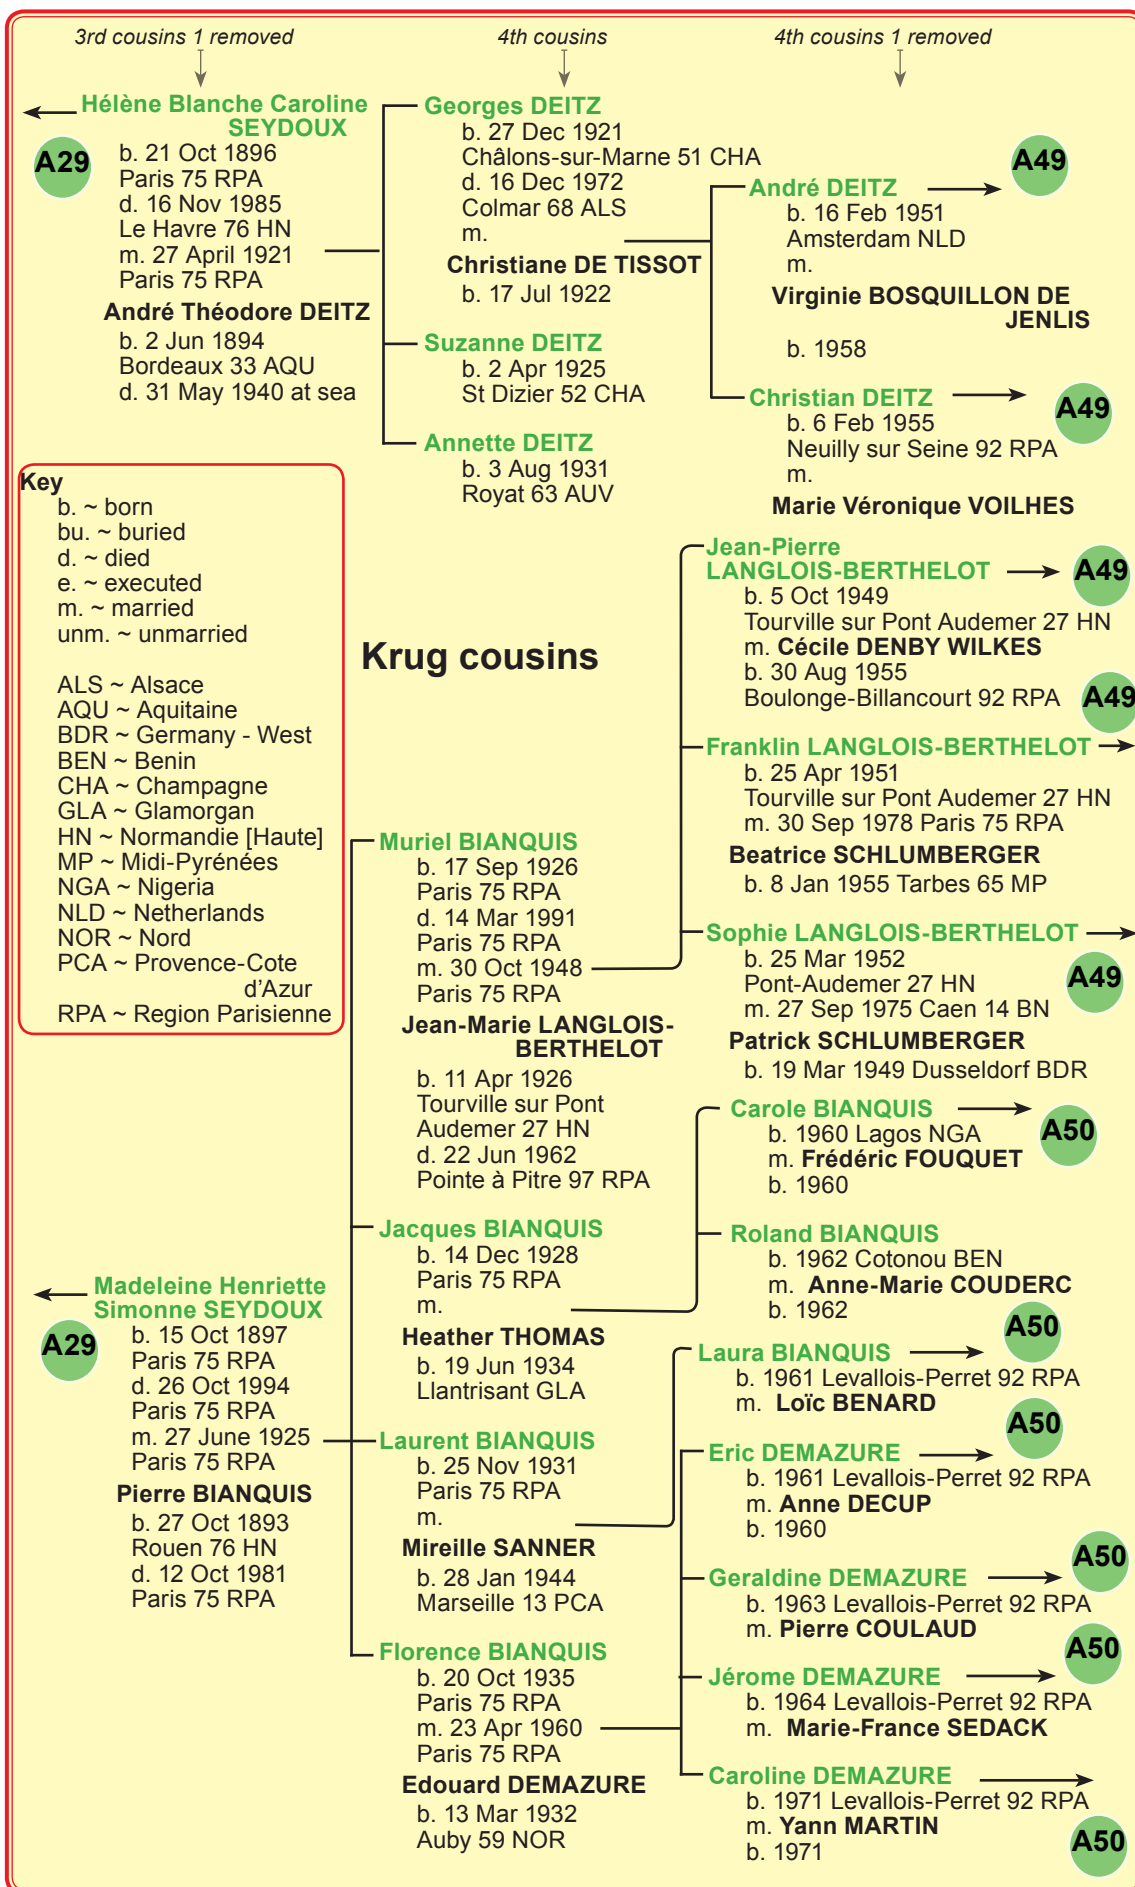 3rd cousins 1 removed
4th cousins
4th cousins 1 removed
Hélène Blanche Caroline
SEYDOUX
A29
b. 21 Oct 1896
Paris 75 RPA
d. 16 Nov 1985
Le Havre 76 HN
m. 27 April 1921
Paris 75 RPA
André Théodore DEITZ
b. 2 Jun 1894
Bordeaux 33 AQU
d. 31 May 1940 at sea
Georges DEITZ
b. 27 Dec 1921
Châlons-sur-Marne 51 CHA
d. 16 Dec 1972
Colmar 68 ALS
m.
Christiane DE TISSOT
b. 17 Jul 1922
Suzanne DEITZ
b. 2 Apr 1925
St Dizier 52 CHA
Annette DEITZ
b. 3 Aug 1931
Royat 63 AUV
André DEITZ
A49
b. 16 Feb 1951
Amsterdam NLD
m.
Virginie BOSQUILLON DE
JENLIS
b. 1958
Christian DEITZ
A49
b. 6 Feb 1955
Neuilly sur Seine 92 RPA
m.
Marie Véronique VOILHES
Key
b. ~ born
bu. ~ buried
d. ~ died
e. ~ executed
m. ~ married
unm. ~ unmarried
ALS ~ Alsace
AQU ~ Aquitaine
BDR ~ Germany - West
BEN ~ Benin
CHA ~ Champagne
GLA ~ Glamorgan
HN ~ Normandie [Haute]
MP ~ Midi-Pyrénées
NGA ~ Nigeria
NLD ~ Netherlands
NOR ~ Nord
PCA ~ Provence-Cote
d'Azur
RPA ~ Region Parisienne
Krug cousins
Jean-Pierre
LANGLOIS-BERTHELOT
A49
b. 5 Oct 1949
Tourville sur Pont Audemer 27 HN
m. Cécile DENBY WILKES
b. 30 Aug 1955
Boulonge-Billancourt 92 RPA
A49
Franklin LANGLOIS-BERTHELOT
b. 25 Apr 1951
Tourville sur Pont Audemer 27 HN
m. 30 Sep 1978 Paris 75 RPA
Beatrice SCHLUMBERGER
b. 8 Jan 1955 Tarbes 65 MP
Sophie LANGLOIS-BERTHELOT
b. 25 Mar 1952
Pont-Audemer 27 HN
A49
m. 27 Sep 1975 Caen 14 BN
Patrick SCHLUMBERGER
b. 19 Mar 1949 Dusseldorf BDR
Muriel BIANQUIS
b. 17 Sep 1926
Paris 75 RPA
d. 14 Mar 1991
Paris 75 RPA
m. 30 Oct 1948
Paris 75 RPA
Jean-Marie LANGLOIS-
BERTHELOT
b. 11 Apr 1926
Tourville sur Pont
Audemer 27 HN
d. 22 Jun 1962
Pointe à Pitre 97 RPA
Carole BIANQUIS
A50
b. 1960 Lagos NGA
m. Frédéric FOUQUET
b. 1960
Roland BIANQUIS
b. 1962 Cotonou BEN
m. Anne-Marie COUDERC
b. 1962
Jacques BIANQUIS
b. 14 Dec 1928
Paris 75 RPA
m.
Heather THOMAS
b. 19 Jun 1934
Llantrisant GLA
Madeleine Henriette
Simonne SEYDOUX
A29
b. 15 Oct 1897
Paris 75 RPA
d. 26 Oct 1994
Paris 75 RPA
m. 27 June 1925
Paris 75 RPA
Pierre BIANQUIS
b. 27 Oct 1893
Rouen 76 HN
d. 12 Oct 1981
Paris 75 RPA
Laurent BIANQUIS
b. 25 Nov 1931
Paris 75 RPA
m.
Mireille SANNER
b. 28 Jan 1944
Marseille 13 PCA
A50
Laura BIANQUIS
b. 1961 Levallois-Perret 92 RPA
m. Loïc BENARD
A50
Eric DEMAZURE
b. 1961 Levallois-Perret 92 RPA
m. Anne DECUP
b. 1960
A50
Geraldine DEMAZURE
b. 1963 Levallois-Perret 92 RPA
m. Pierre COULAUD
A50
Jérome DEMAZURE
b. 1964 Levallois-Perret 92 RPA
m. Marie-France SEDACK
Caroline DEMAZURE
b. 1971 Levallois-Perret 92 RPA
m. Yann MARTIN
A50
b. 1971
Florence BIANQUIS
b. 20 Oct 1935
Paris 75 RPA
m. 23 Apr 1960
Paris 75 RPA
Edouard DEMAZURE
b. 13 Mar 1932
Auby 59 NOR